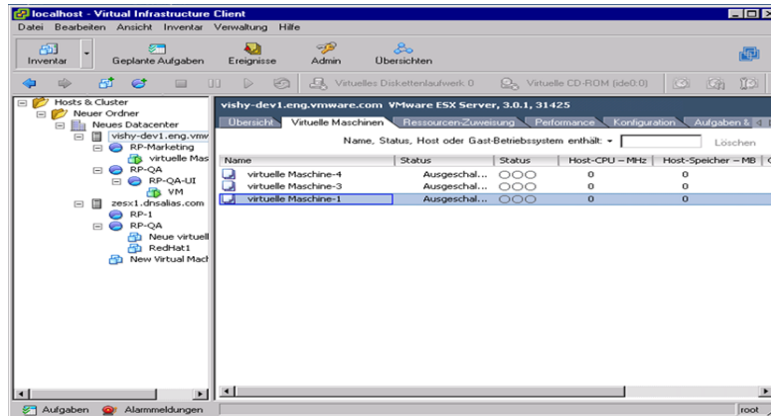 localhost - Virtual Infrastructure Client
Datei Bearbeiten Ansicht Inventar Verwaltung Hilfe
Inventar Geplante Aufgaben Ereignisse Admin Übersichten
Virtuelles Diskettenlaufwerk 0 Virtuelle CD-ROM (ide0:0)
Hosts & Cluster
Neuer Ordner
Neues Datacenter
vishy-dev1.eng.vmw
RP-Marketing
virtuelle Mas
RP-QA
RP-QA-UI
VM
zesx1.dnsalias.com
RP-1
RP-QA
Neue virtuell
RedHat1
New Virtual Mach
vishy-dev1.eng.vmware.com VMware ESX Server, 3.0.1, 31425
Übersicht Virtuelle Maschinen Ressourcen-Zuweisung Performance Konfiguration Aufgaben &
Name, Status, Host oder Gast-Betriebssystem enthält: Löschen
Name Status Status Host-CPU – MHz Host-Speicher – MB
virtuelle Maschine-4 Ausgeschal... 0 0
virtuelle Maschine-3 Ausgeschal... 0 0
virtuelle Maschine-1 Ausgeschal... 0 0
Aufgaben Alarmmeldungen root